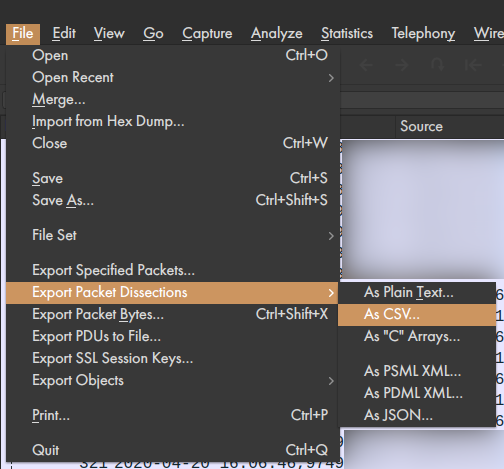 File Edit View Go Capture Analyze Statistics Telephony Wire
Open Ctrl+O
Open Recent
Merge...
Import from Hex Dump...
Close Ctrl+W
Source
Save Ctrl+S
Save As... Ctrl+Shift+S
File Set
Export Specified Packets...
Export Packet Dissections
As Plain Text...
Export Packet Bytes... Ctrl+Shift+X
As CSV...
Export PDUs to File...
As "C" Arrays...
Export SSL Session Keys...
Export Objects
As PSML XML...
As PDML XML...
Print... Ctrl+P
As JSON...
Quit Ctrl+Q
321 2020-04-20 16:06:46,9749